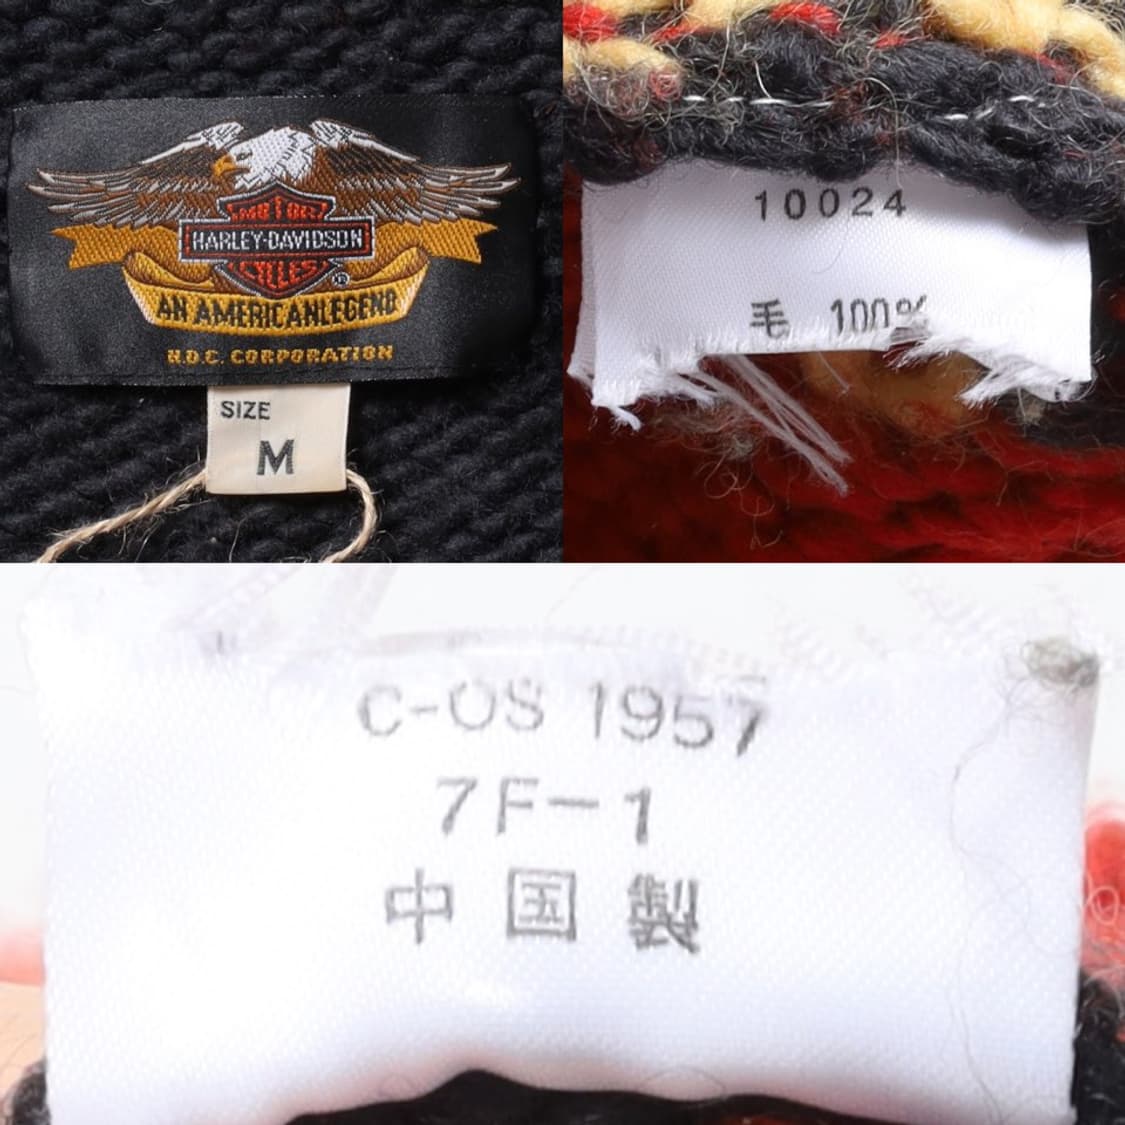 MOTOR
HARLEY-DAVIDSON
CYCLES
®
AN AMERICAN LEGEND
H.D.C. CORPORATION
SIZE
M
10024
毛 100%
C-OS 1957
7F-1
中国製